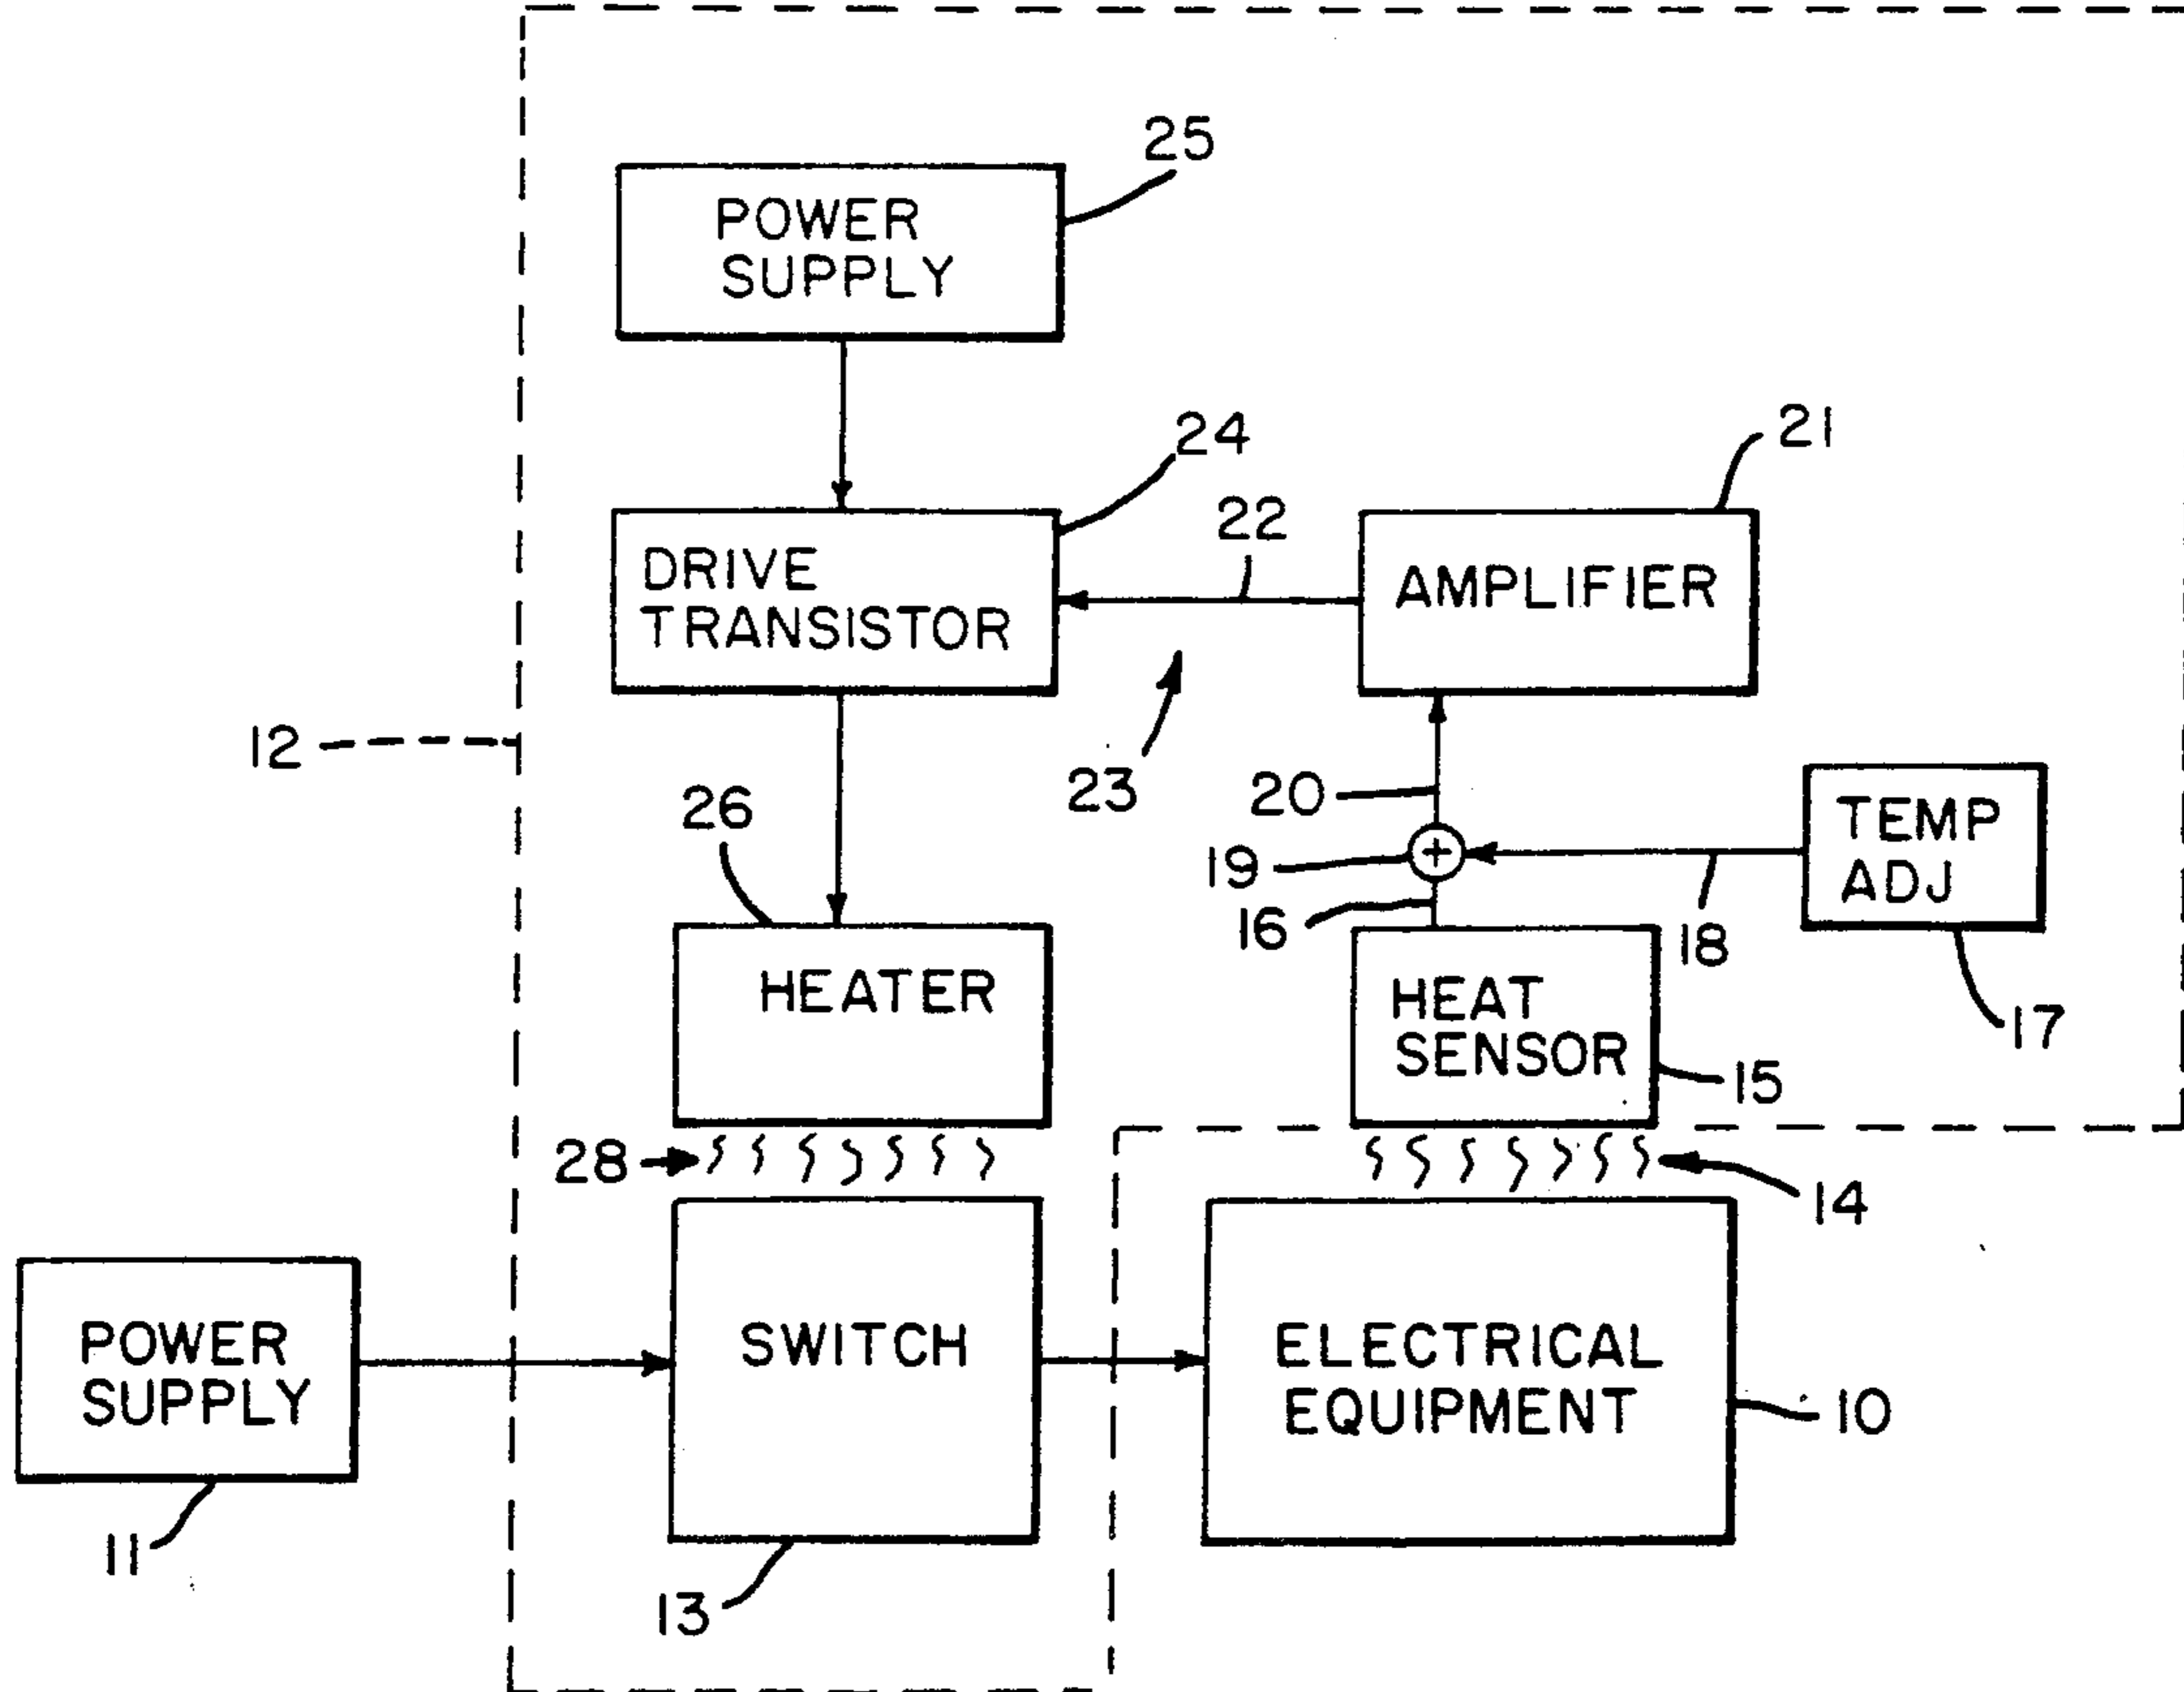 25
POWER
SUPPLY
24
21
22
DRIVE
TRANSISTOR
AMPLIFIER
12
23
26
20
19
16
TEMP
ADJ
18
17
HEATER
HEAT
SENSOR
15
28
14
POWER
SUPPLY
SWITCH
ELECTRICAL
EQUIPMENT
10
11
13